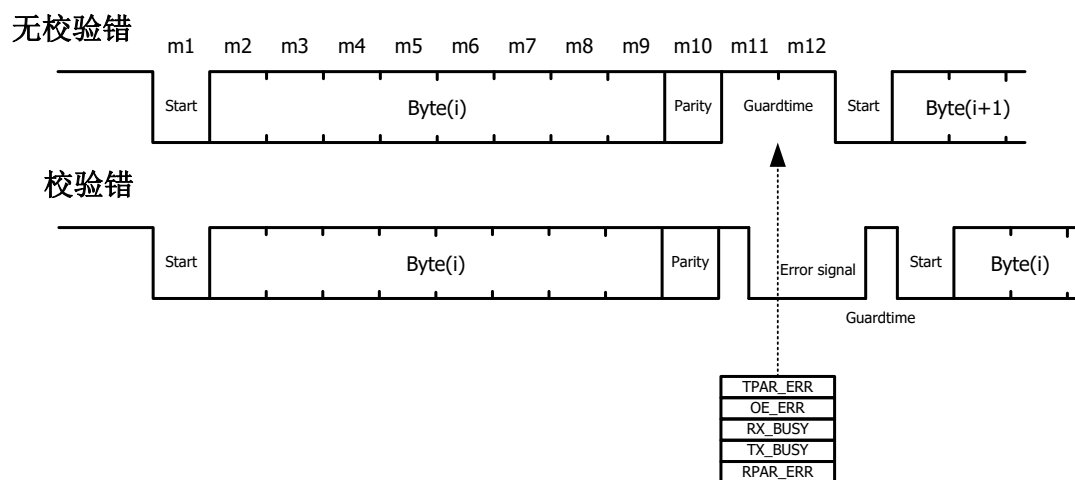 无校验错
m1 m2 m3 m4 m5 m6 m7 m8 m9 m10 m11 m12
Start Byte(i) Parity Guardtime Start Byte(i+1)
校验错
Start Byte(i) Parity Error signal Start Byte(i)
Guardtime
TPAR_ERR
OE_ERR
RX_BUSY
TX_BUSY
RPAR_ERR